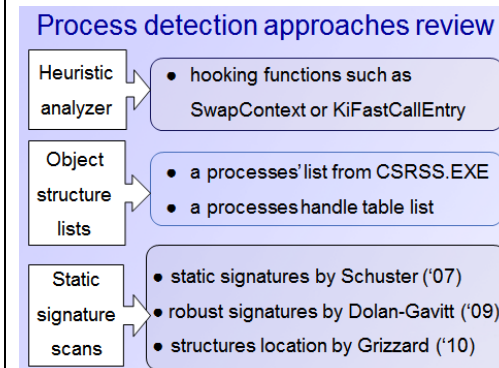 Process detection approaches review
Heuristic
analyzer
● hooking functions such as
SwapContext or KiFastCallEntry
Object
structure
lists
● a processes' list from CSRSS.EXE
● a processes handle table list
Static
signature
scans
● static signatures by Schuster (‘07)
● robust signatures by Dolan-Gavitt (‘09)
● structures location by Grizzard (‘10)